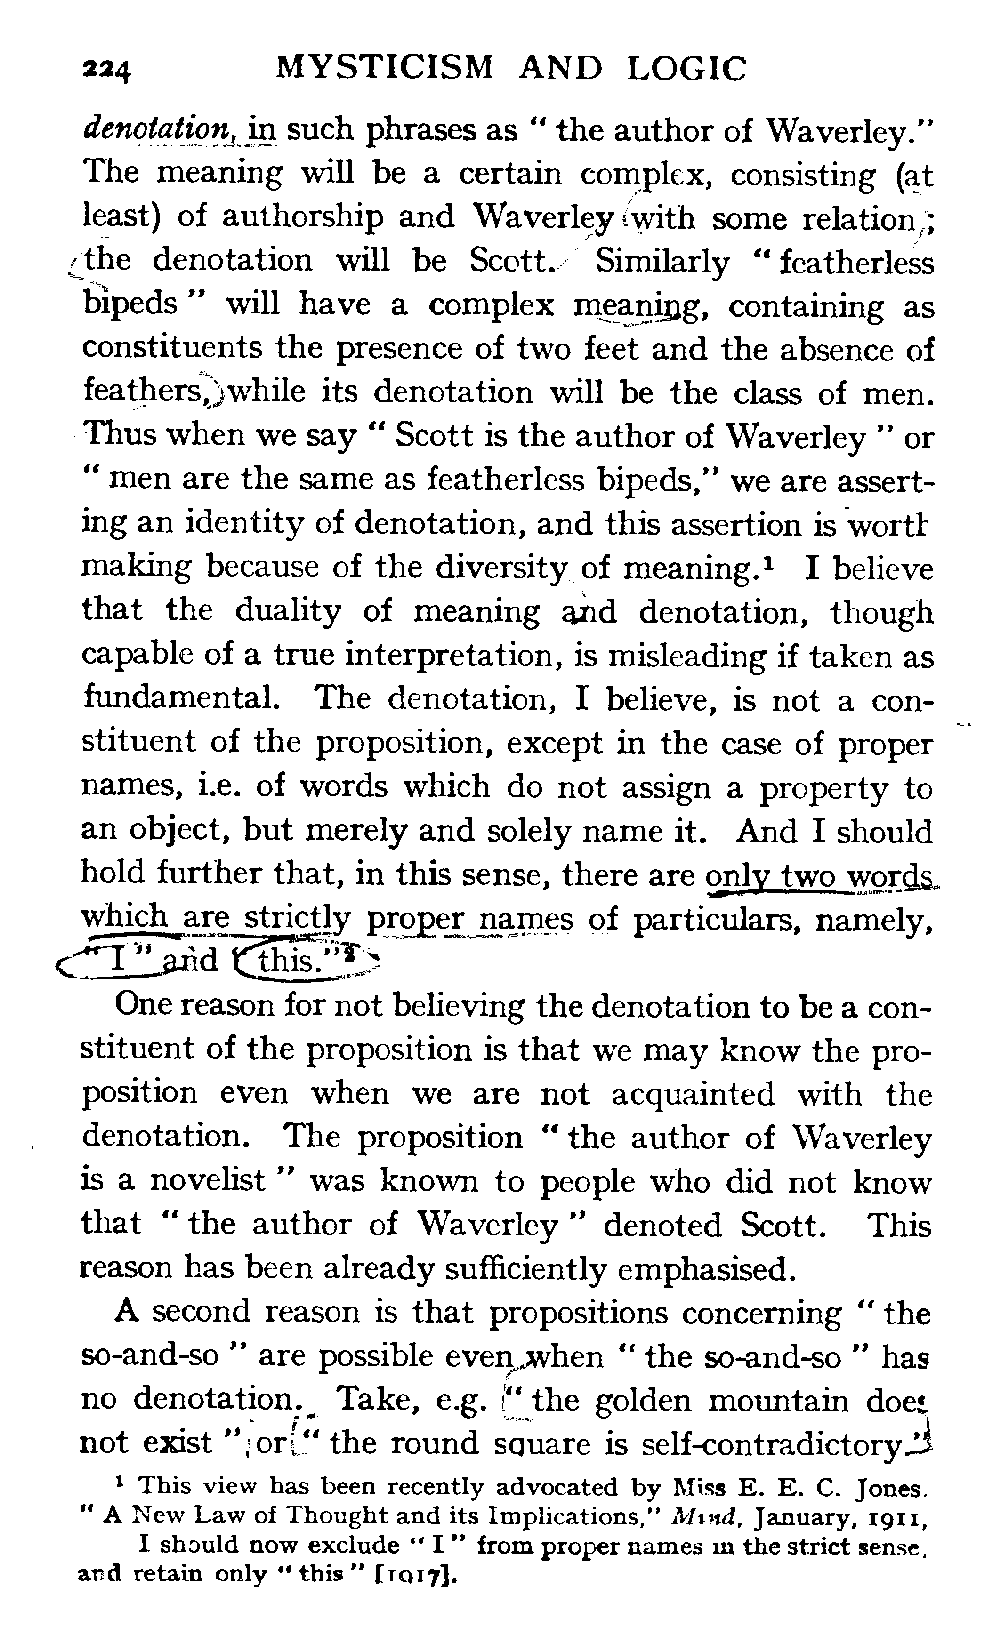 224 MYSTICISM AND LOGIC
denotation, in such phrases as “ the author of Waverley.”
The meaning will be a certain complex, consisting (at
least) of authorship and Waverley with some relation ;
the denotation will be Scott. Similarly “ featherless
bipeds ” will have a complex meaning, containing as
constituents the presence of two feet and the absence of
feathers, while its denotation will be the class of men.
Thus when we say “ Scott is the author of Waverley ” or
“ men are the same as featherless bipeds,” we are assert-
ing an identity of denotation, and this assertion is worth
making because of the diversity of meaning.¹ I believe
that the duality of meaning and denotation, though
capable of a true interpretation, is misleading if taken as
fundamental. The denotation, I believe, is not a con-
stituent of the proposition, except in the case of proper
names, i.e. of words which do not assign a property to
an object, but merely and solely name it. And I should
hold further that, in this sense, there are only two words
which are strictly proper names of particulars, namely,
“ I ” and “ this.”²
One reason for not believing the denotation to be a con-
stituent of the proposition is that we may know the pro-
position even when we are not acquainted with the
denotation. The proposition “ the author of Waverley
is a novelist ” was known to people who did not know
that “ the author of Waverley ” denoted Scott. This
reason has been already sufficiently emphasised.
A second reason is that propositions concerning “ the
so-and-so ” are possible even when “ the so-and-so ” has
no denotation. Take, e.g. “ the golden mountain does
not exist ” or “ the round square is self-contradictory.”
¹ This view has been recently advocated by Miss E. E. C. Jones.
“ A New Law of Thought and its Implications,” Mind, January, 1911,
I should now exclude “ I ” from proper names in the strict sense,
and retain only “ this ” [1917].